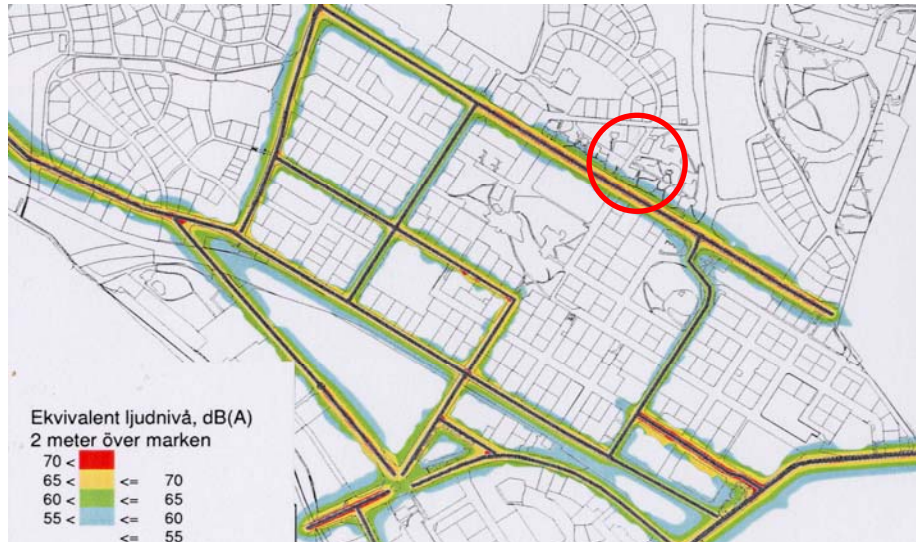 Ekvivalent ljudnivå, dB(A)
2 meter över marken
70 <
65 < <= 70
60 < <= 65
55 < <= 60
<= 55